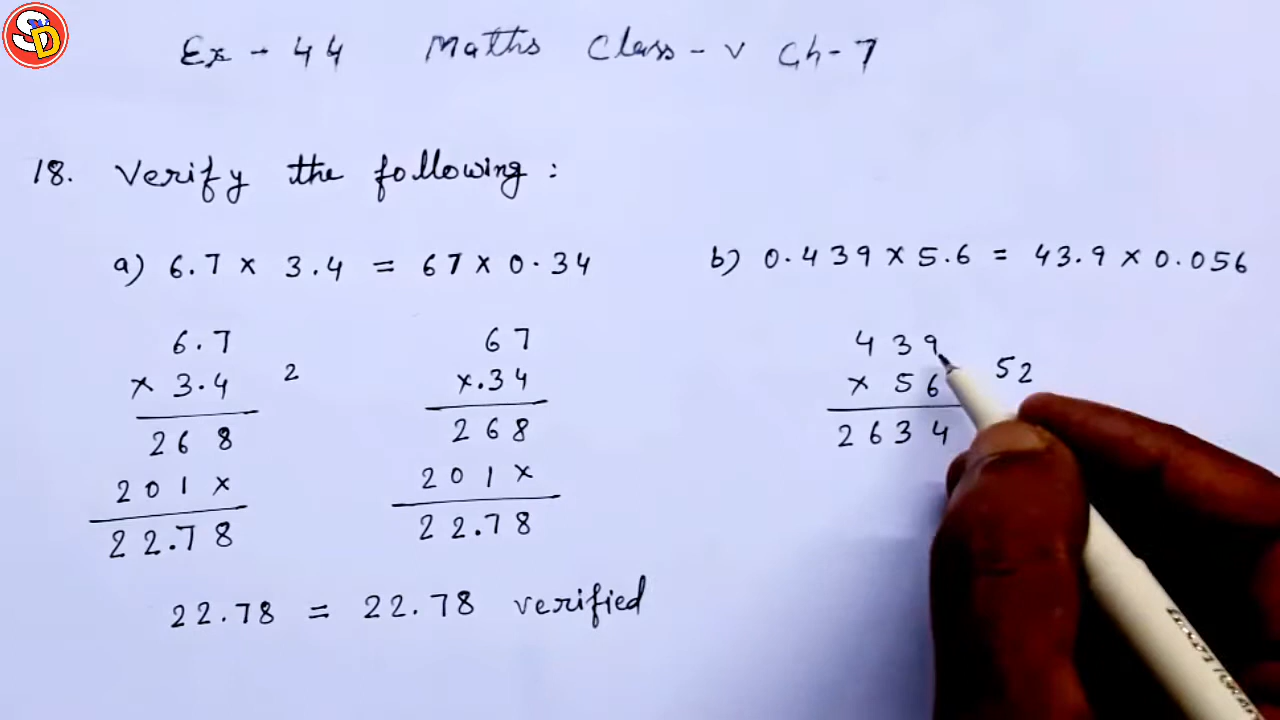 SD
Ex - 44 Maths Class - V Ch - 7
18. Verify the following :
a) 6.7 × 3.4 = 67 × 0.34
6.7
× 3.4 2
268
201×
22.78
67
×.34
268
201×
22.78
22.78 = 22.78 verified
b) 0.439 × 5.6 = 43.9 × 0.056
439
× 56 52
2634